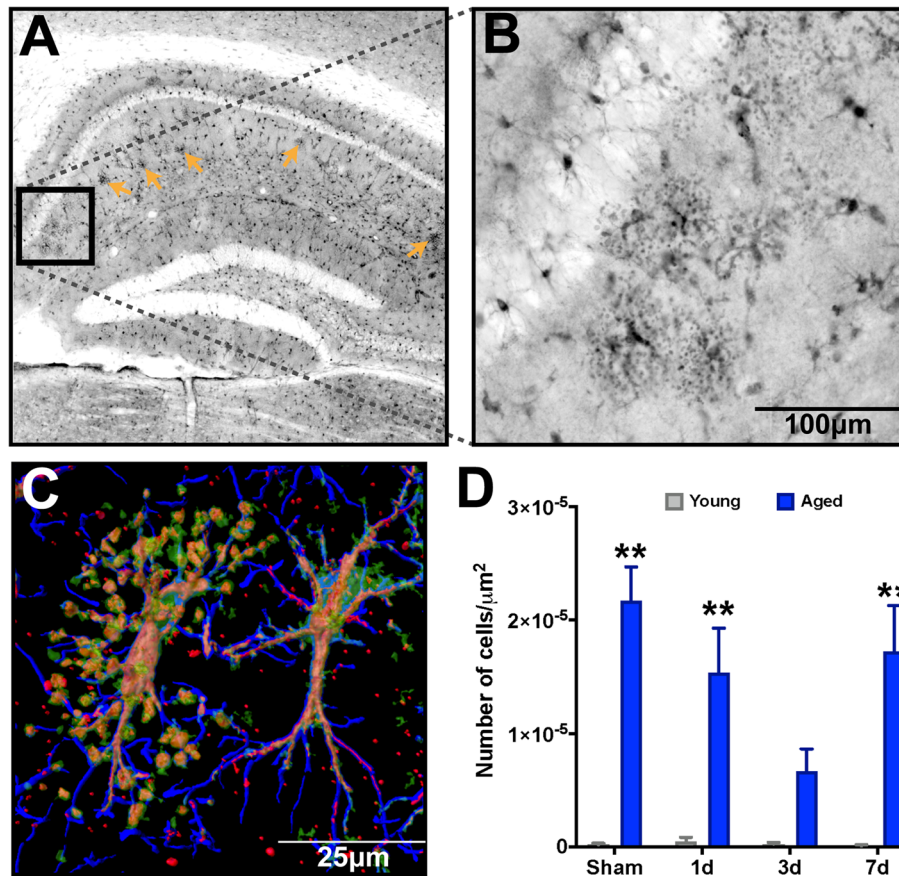 A
B
100μm
C
25μm
D
Young Aged
Number of cells/μm²
3×10⁻⁵
2×10⁻⁵
1×10⁻⁵
0
**
**
**
Sham 1d 3d 7d